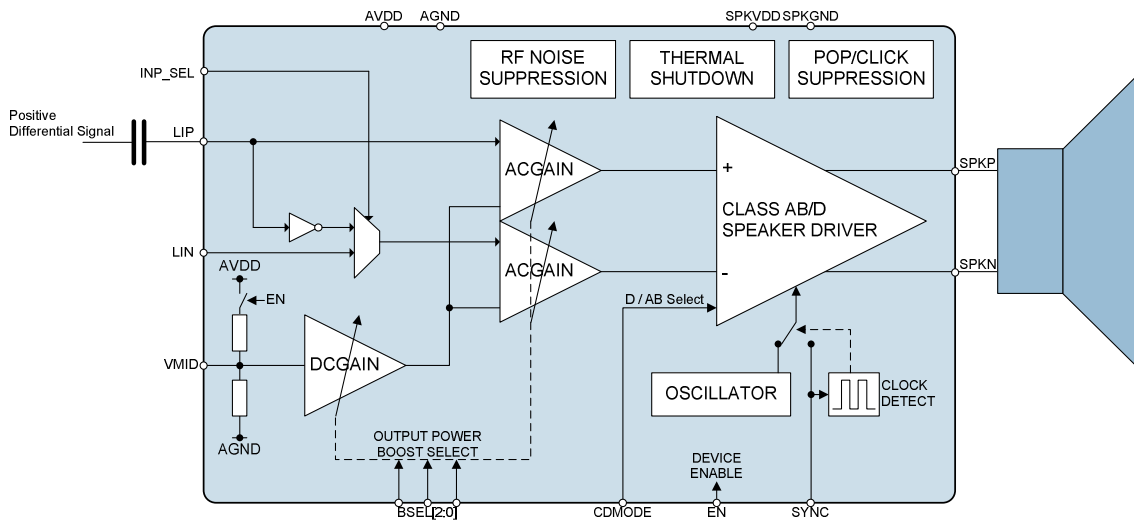 AVDD
AGND
SPKVDD
SPKGND
RF NOISE
SUPPRESSION
THERMAL
SHUTDOWN
POP/CLICK
SUPPRESSION
INP_SEL
Positive
Differential Signal
LIP
ACGAIN
+
SPKP
CLASS AB/D
SPEAKER DRIVER
LIN
ACGAIN
-
SPKN
AVDD
EN
D / AB Select
VMID
DCGAIN
OSCILLATOR
CLOCK
DETECT
AGND
OUTPUT POWER
BOOST SELECT
DEVICE
ENABLE
BSEL[2:0]
CDMODE
EN
SYNC